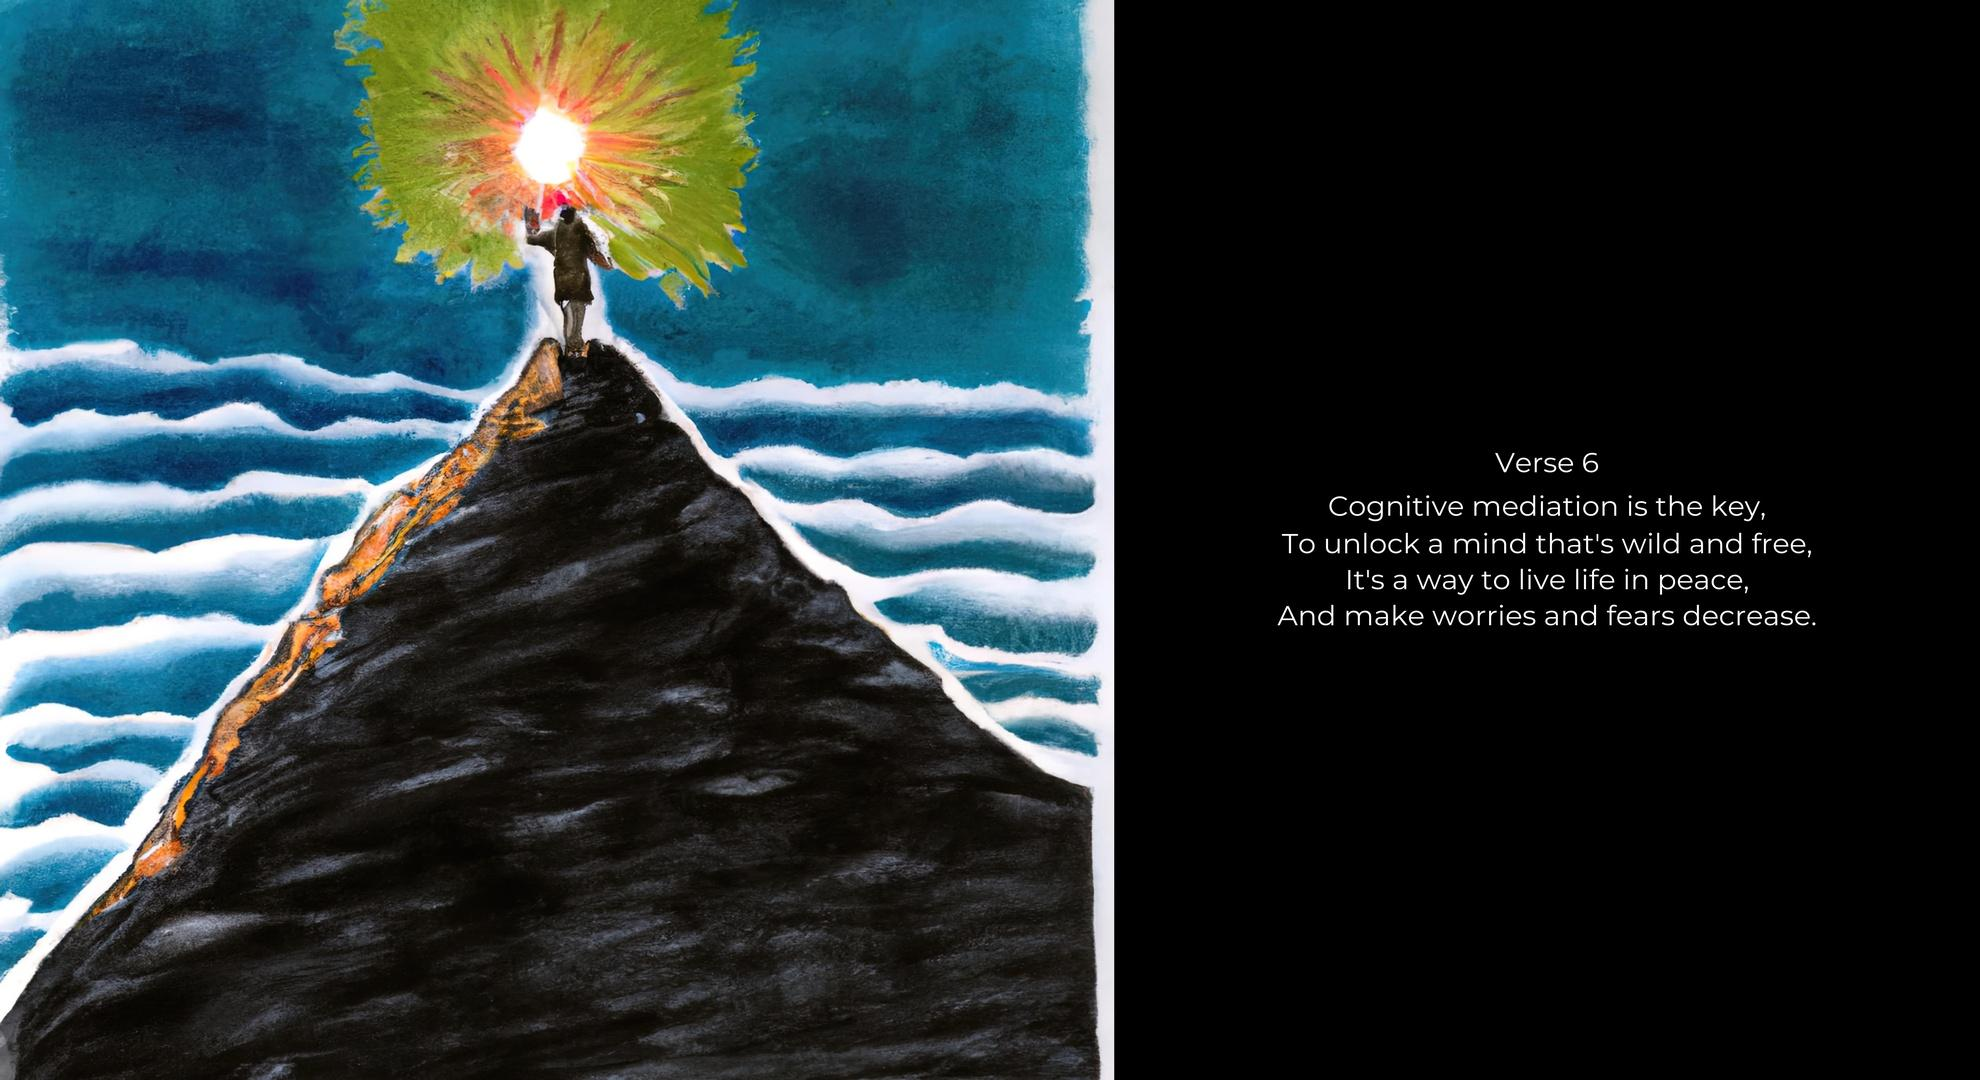 Verse 6
Cognitive mediation is the key,
To unlock a mind that's wild and free,
It's a way to live life in peace,
And make worries and fears decrease.